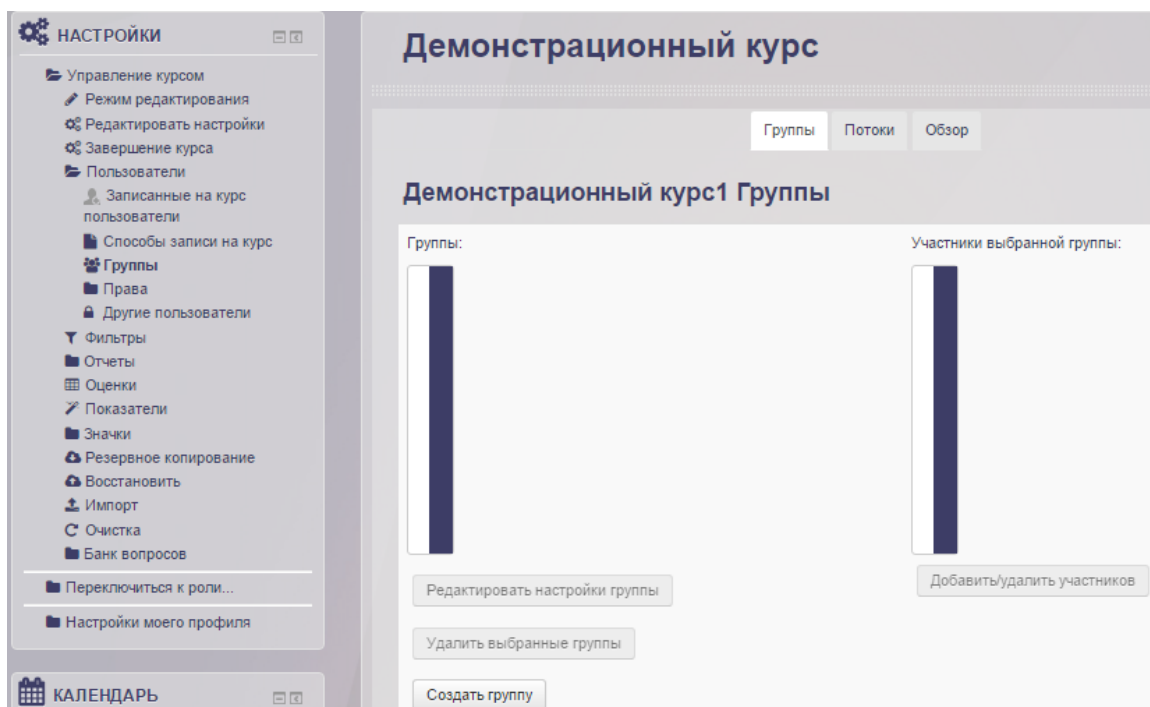 НАСТРОЙКИ
Управление курсом
Режим редактирования
Редактировать настройки
Завершение курса
Пользователи
Записанные на курс
пользователи
Способы записи на курс
Группы
Права
Другие пользователи
Фильтры
Отчеты
Оценки
Показатели
Значки
Резервное копирование
Восстановить
Импорт
Очистка
Банк вопросов
Переключиться к роли...
Настройки моего профиля
КАЛЕНДАРЬ
Демонстрационный курс
Группы Потоки Обзор
Демонстрационный курс1 Группы
Группы:
Участники выбранной группы:
Редактировать настройки группы
Добавить/удалить участников
Удалить выбранные группы
Создать группу